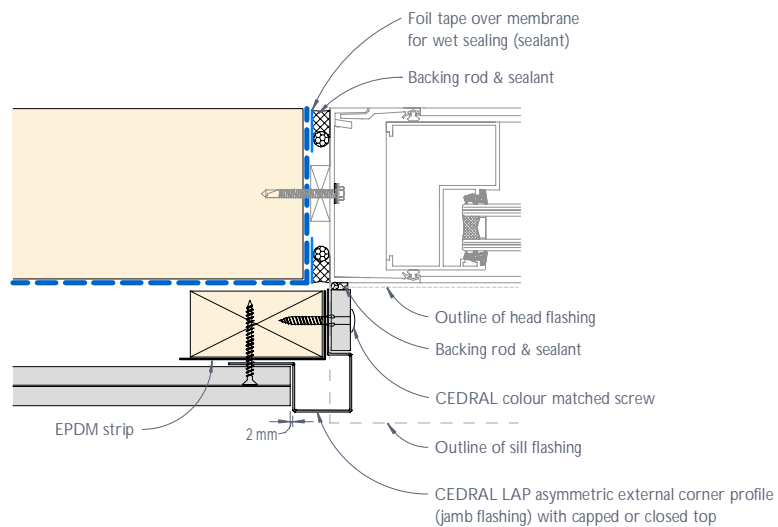 Foil tape over membrane
for wet sealing (sealant)
Backing rod & sealant
Outline of head flashing
Backing rod & sealant
CEDRAL colour matched screw
EPDM strip
2 mm
Outline of sill flashing
CEDRAL LAP asymmetric external corner profile
(jamb flashing) with capped or closed top